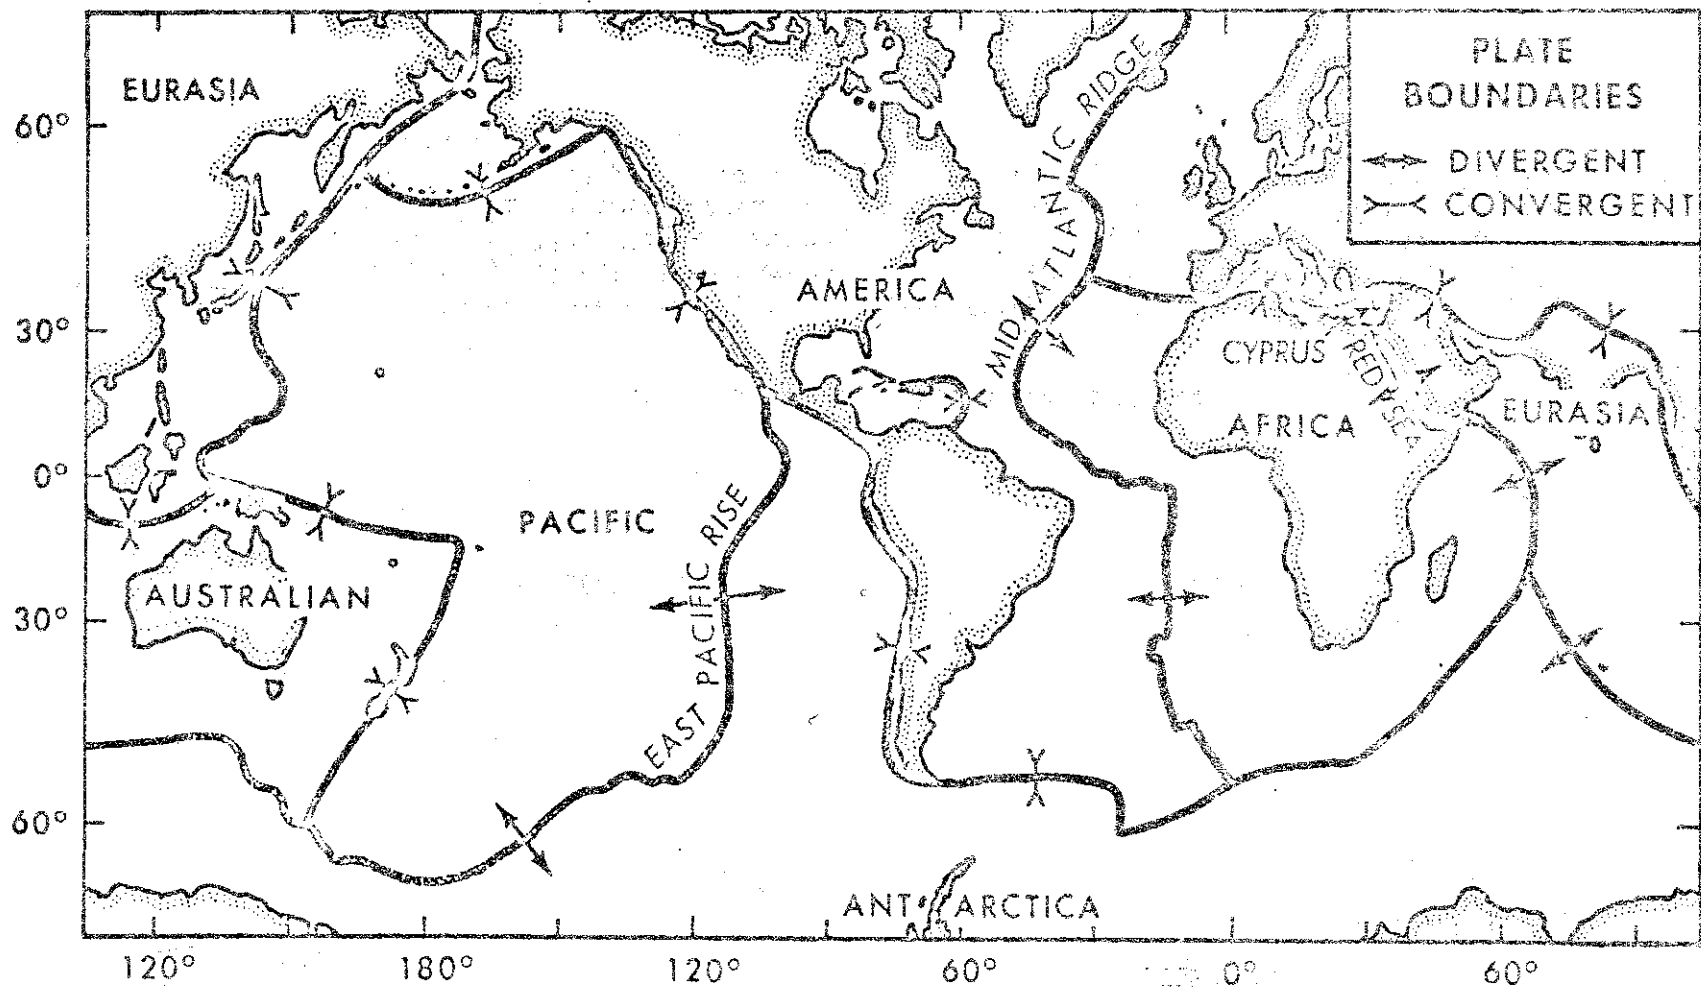 PLATE
BOUNDARIES
DIVERGENT
CONVERGENT
EURASIA
60°
MID ATLANTIC RIDGE
AMERICA
30°
CYPRUS
RED SEA
AFRICA
EURASIA
0°
PACIFIC
EAST PACIFIC RISE
AUSTRALIAN
30°
60°
ANTARCTICA
120°
180°
120°
60°
0°
60°